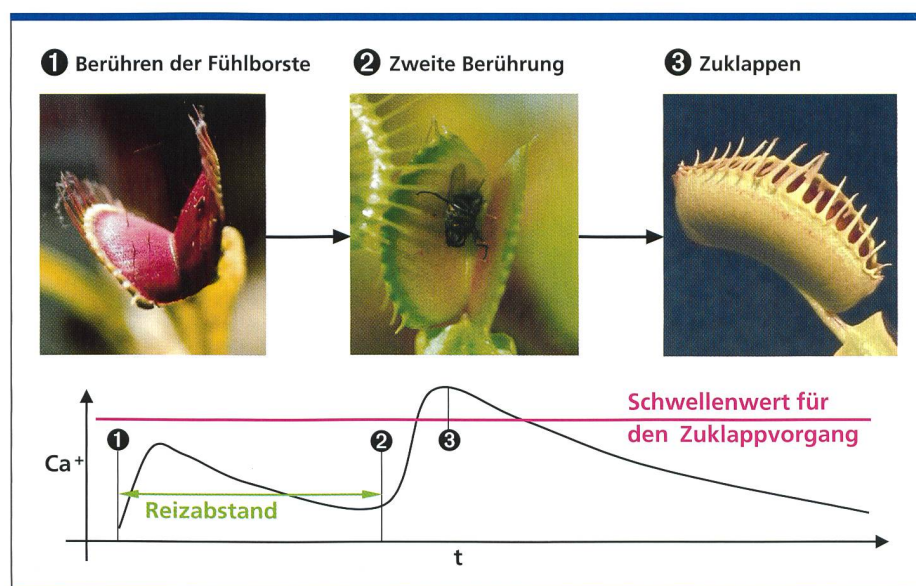 ❶ Berühren der Fühlborste
❷ Zweite Berührung
❸ Zuklappen
Schwellenwert für
den Zuklappvorgang
❶
❷
❸
Ca⁺
Reizabstand
t